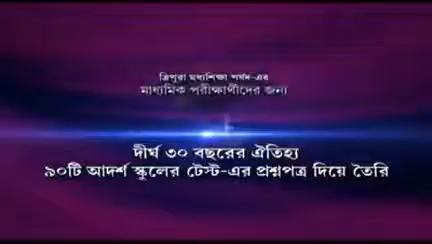 ত্রিপুরা মধ্যশিক্ষা পর্ষদ-এর
মাধ্যমিক পরীক্ষার্থীদের জন্য
দীর্ঘ ৩০ বছরের ঐতিহ্য
৯০টি আদর্শ স্কুলের টেস্ট-এর প্রশ্নপত্র দিয়ে তৈরি